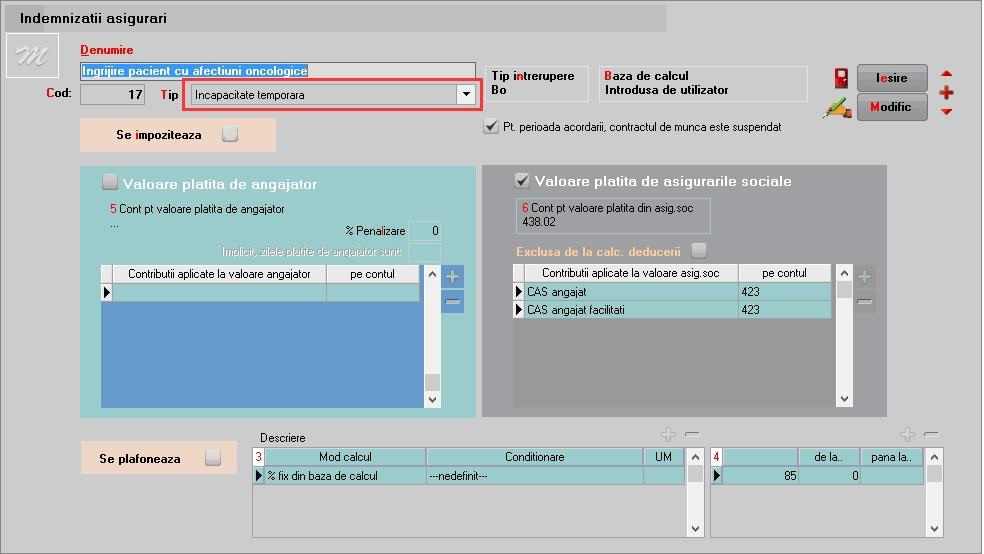 Indemnizatii asigurari
M
Denumire
Ingrijire pacient cu afectiuni oncologice
Cod: 17 Tip Incapacitate temporara
Tip intrerupere
Bo
Baza de calcul
Introdusa de utilizator
Iesire
Modific
Se impoziteaza
Pt. perioada acordarii, contractul de munca este suspendat
Valoare platita de angajator
5 Cont pt valoare platita de angajator
...
% Penalizare 0
Implicit, zilele platite de angajator sunt:
Contributii aplicate la valoare angajator pe contul
Valoare platita de asigurarile sociale
6 Cont pt valoare platita din asig.soc
438.02
Exclusa de la calc. deducerii
Contributii aplicate la valoare asig.soc pe contul
CAS angajat 423
CAS angajat facilitati 423
Se plafoneaza
Descriere
3 Mod calcul Conditionare UM
% fix din baza de calcul ---nedefinit---
4 de la.. pana la..
85 0